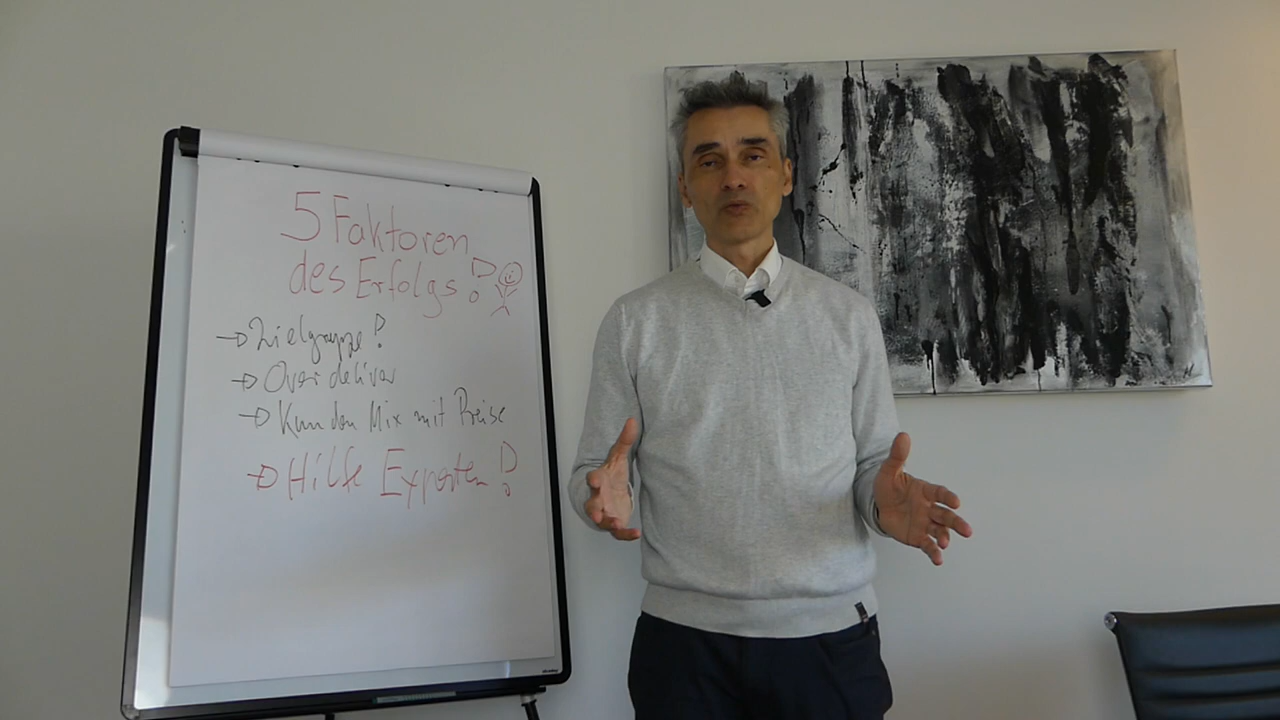 5 Faktoren
des Erfolgs!
→ Zielgruppe!
→ Over deliver
→ Kunden Mix mit Preise
→ Hilfe Experten!